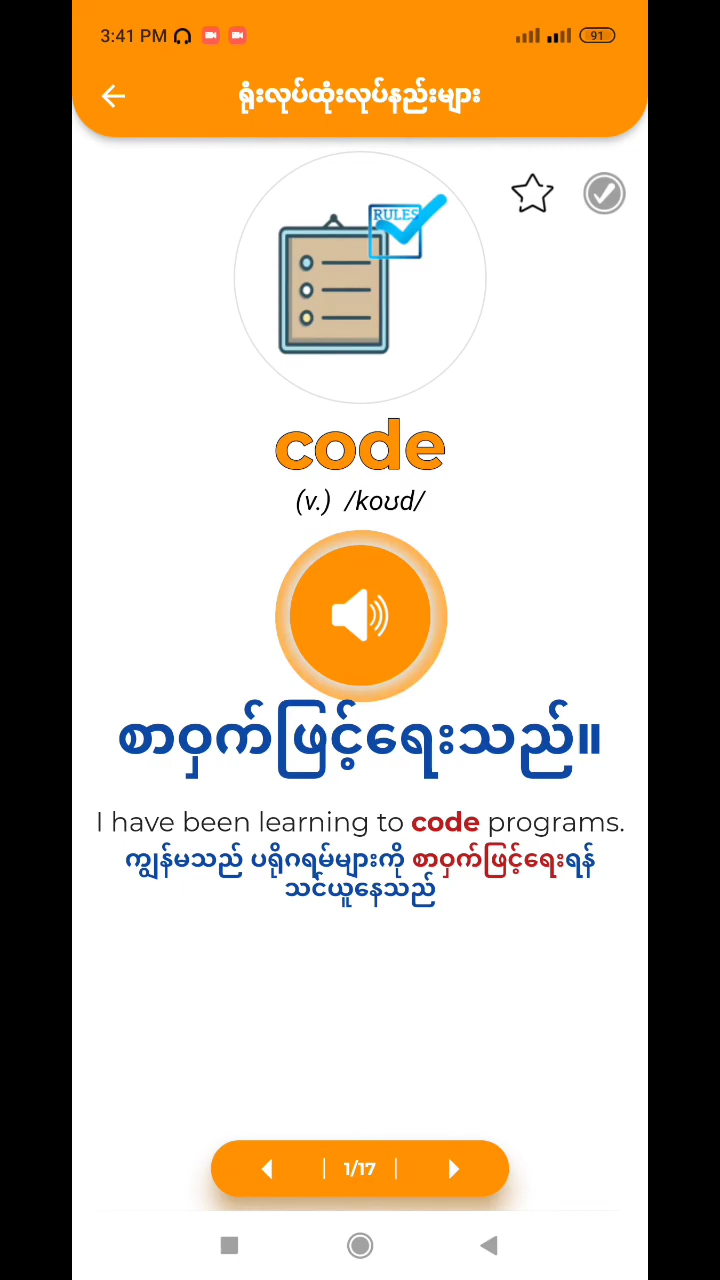 3:41 PM
91
ရုံးလုပ်ထုံးလုပ်နည်းများ
RULES
code
(v.) /koʊd/
စာဝှက်ဖြင့်ရေးသည်။
I have been learning to code programs.
ကျွန်မသည် ပရိုဂရမ်များကို စာဝှက်ဖြင့်ရေးရန်
သင်ယူနေသည်
1/17